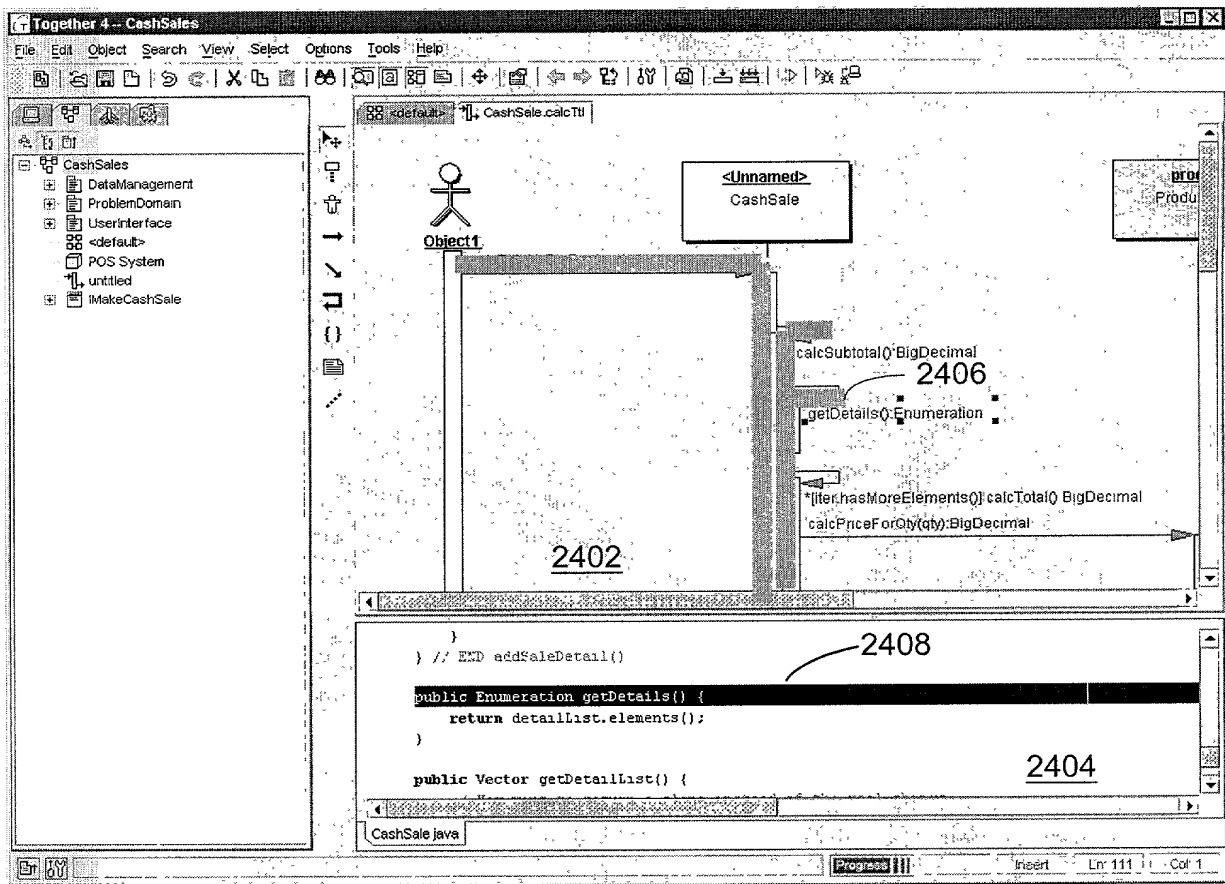 Together 4 -- CashSales
File Edit Object Search View Select Options Tools Help
<default> CashSale.calcTtl
CashSales
DataManagement
ProblemDomain
UserInterface
<default>
POS System
untitled
IMakeCashSale
Object1
<Unnamed>
CashSale
pro
Produ
calcSubtotal():BigDecimal
2406
getDetails():Enumeration
*[iter.hasMoreElements()] calcTotal() BigDecimal
calcPriceForQty(qty):BigDecimal
2402
}
} // END addSaleDetail()
2408
public Enumeration getDetails() {
return detailList.elements();
}
public Vector getDetailList() {
2404
CashSale java
Progress Insert Ln: 111 Col: 1